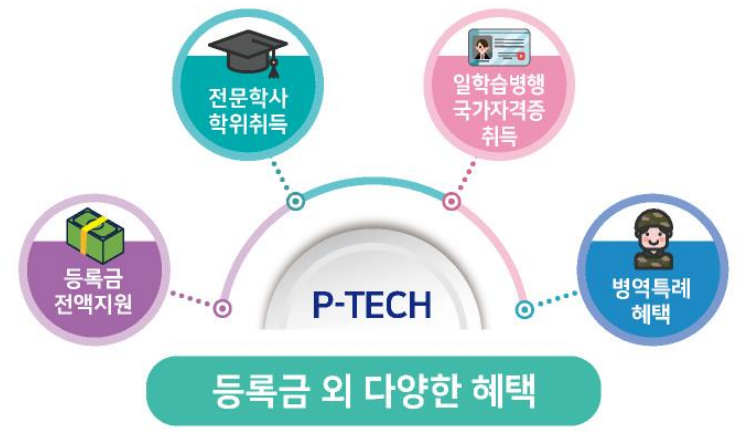 전문학사
학위취득
일학습병행
국가자격증
취득
등록금
전액지원
P-TECH
병역특례
혜택
등록금 외 다양한 혜택